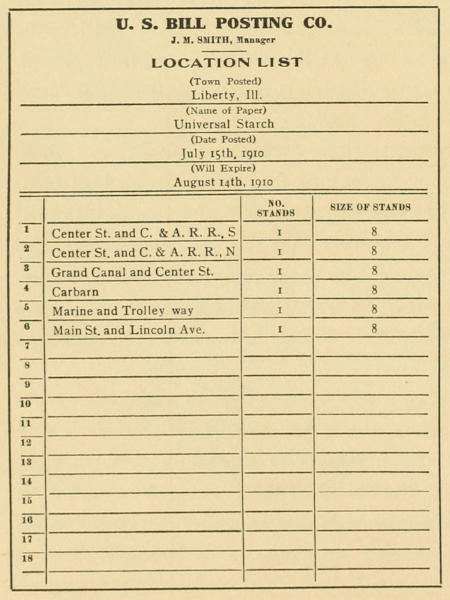 U. S. BILL POSTING CO.
J. M. SMITH, Manager
LOCATION LIST
(Town Posted)
Liberty, Ill.
(Name of Paper)
Universal Starch
(Date Posted)
July 15th, 1910
(Will Expire)
August 14th, 1910
NO. STANDS SIZE OF STANDS
1 Center St. and C. & A. R. R., S 1 8
2 Center St. and C. & A. R. R., N 1 8
3 Grand Canal and Center St. 1 8
4 Carbarn 1 8
5 Marine and Trolley way 1 8
6 Main St. and Lincoln Ave. 1 8
7
8
9
10
11
12
13
14
15
16
17
18